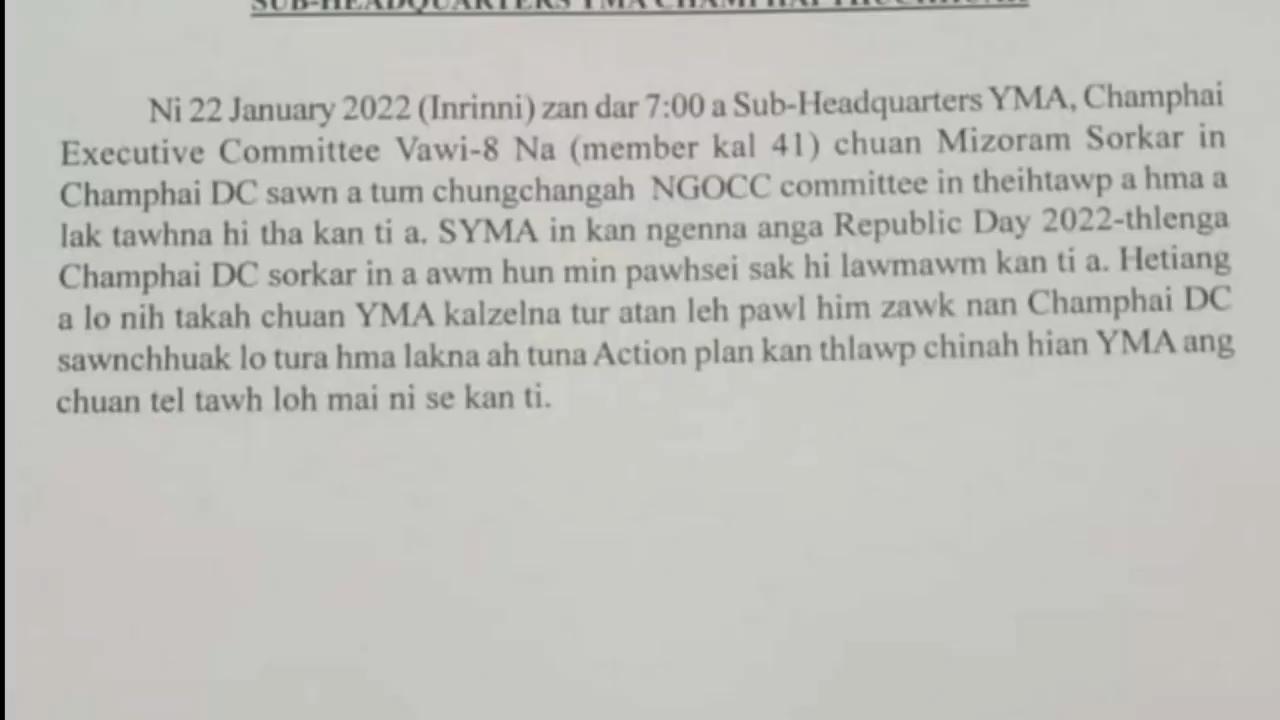 SUB-HEADQUARTERS YMA CHAMPHAI THUCHHUAH
Ni 22 January 2022 (Inrinni) zan dar 7:00 a Sub-Headquarters YMA, Champhai
Executive Committee Vawi-8 Na (member kal 41) chuan Mizoram Sorkar in
Champhai DC sawn a tum chungchangah NGOCC committee in theihtawp a hma a
lak tawhna hi tha kan ti a. SYMA in kan ngenna anga Republic Day 2022-thlenga
Champhai DC sorkar in a awm hun min pawhsei sak hi lawmawm kan ti a. Hetiang
a lo nih takah chuan YMA kalzelna tur atan leh pawl him zawk nan Champhai DC
sawnchhuak lo tura hma lakna ah tuna Action plan kan thlawp chinah hian YMA ang
chuan tel tawh loh mai ni se kan ti.